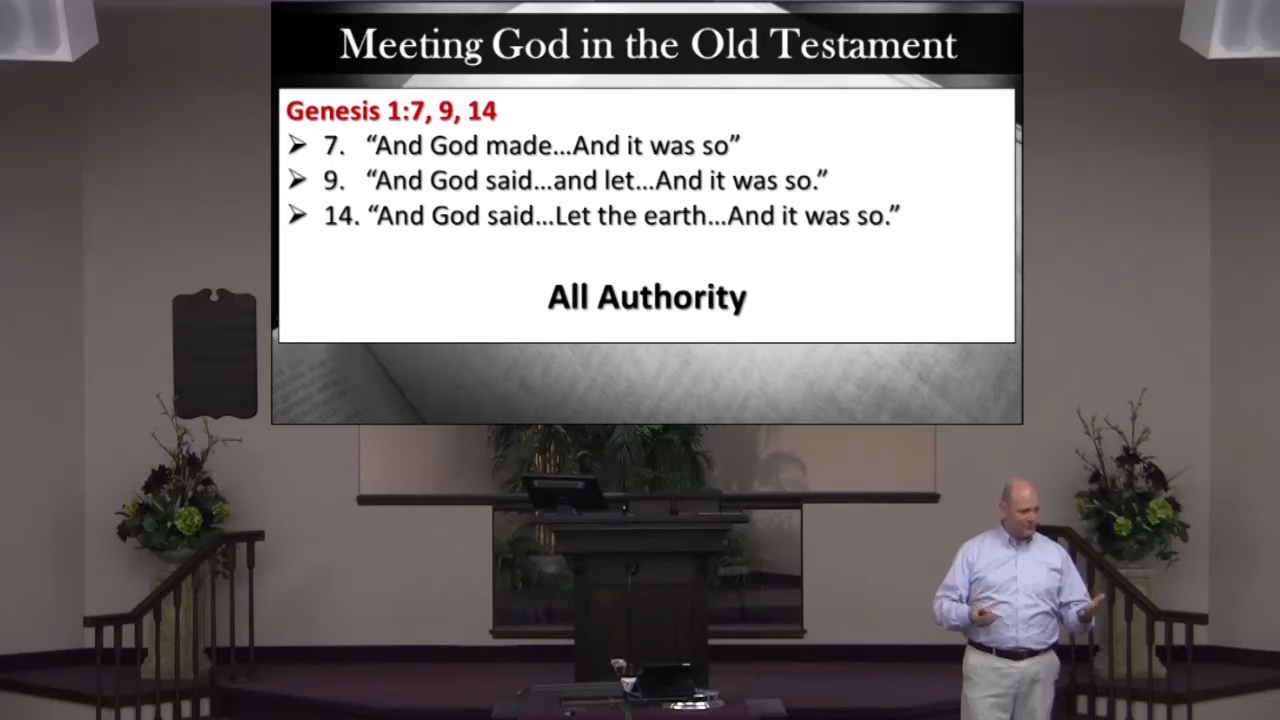 Meeting God in the Old Testament
Genesis 1:7, 9, 14
➢ 7. “And God made...And it was so”
➢ 9. “And God said...and let...And it was so.”
➢ 14. “And God said...Let the earth...And it was so.”
All Authority